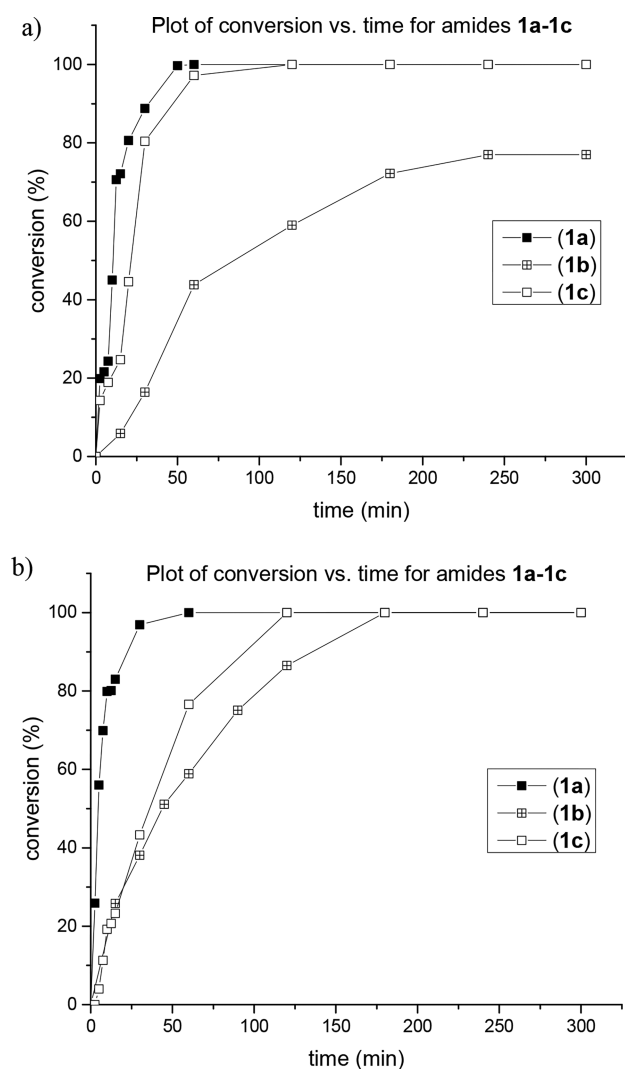 a)
Plot of conversion vs. time for amides 1a-1c
100
80
60
40
20
0
conversion (%)
(1a)
(1b)
(1c)
0 50 100 150 200 250 300
time (min)
b)
Plot of conversion vs. time for amides 1a-1c
100
80
60
40
20
0
conversion (%)
(1a)
(1b)
(1c)
0 50 100 150 200 250 300
time (min)